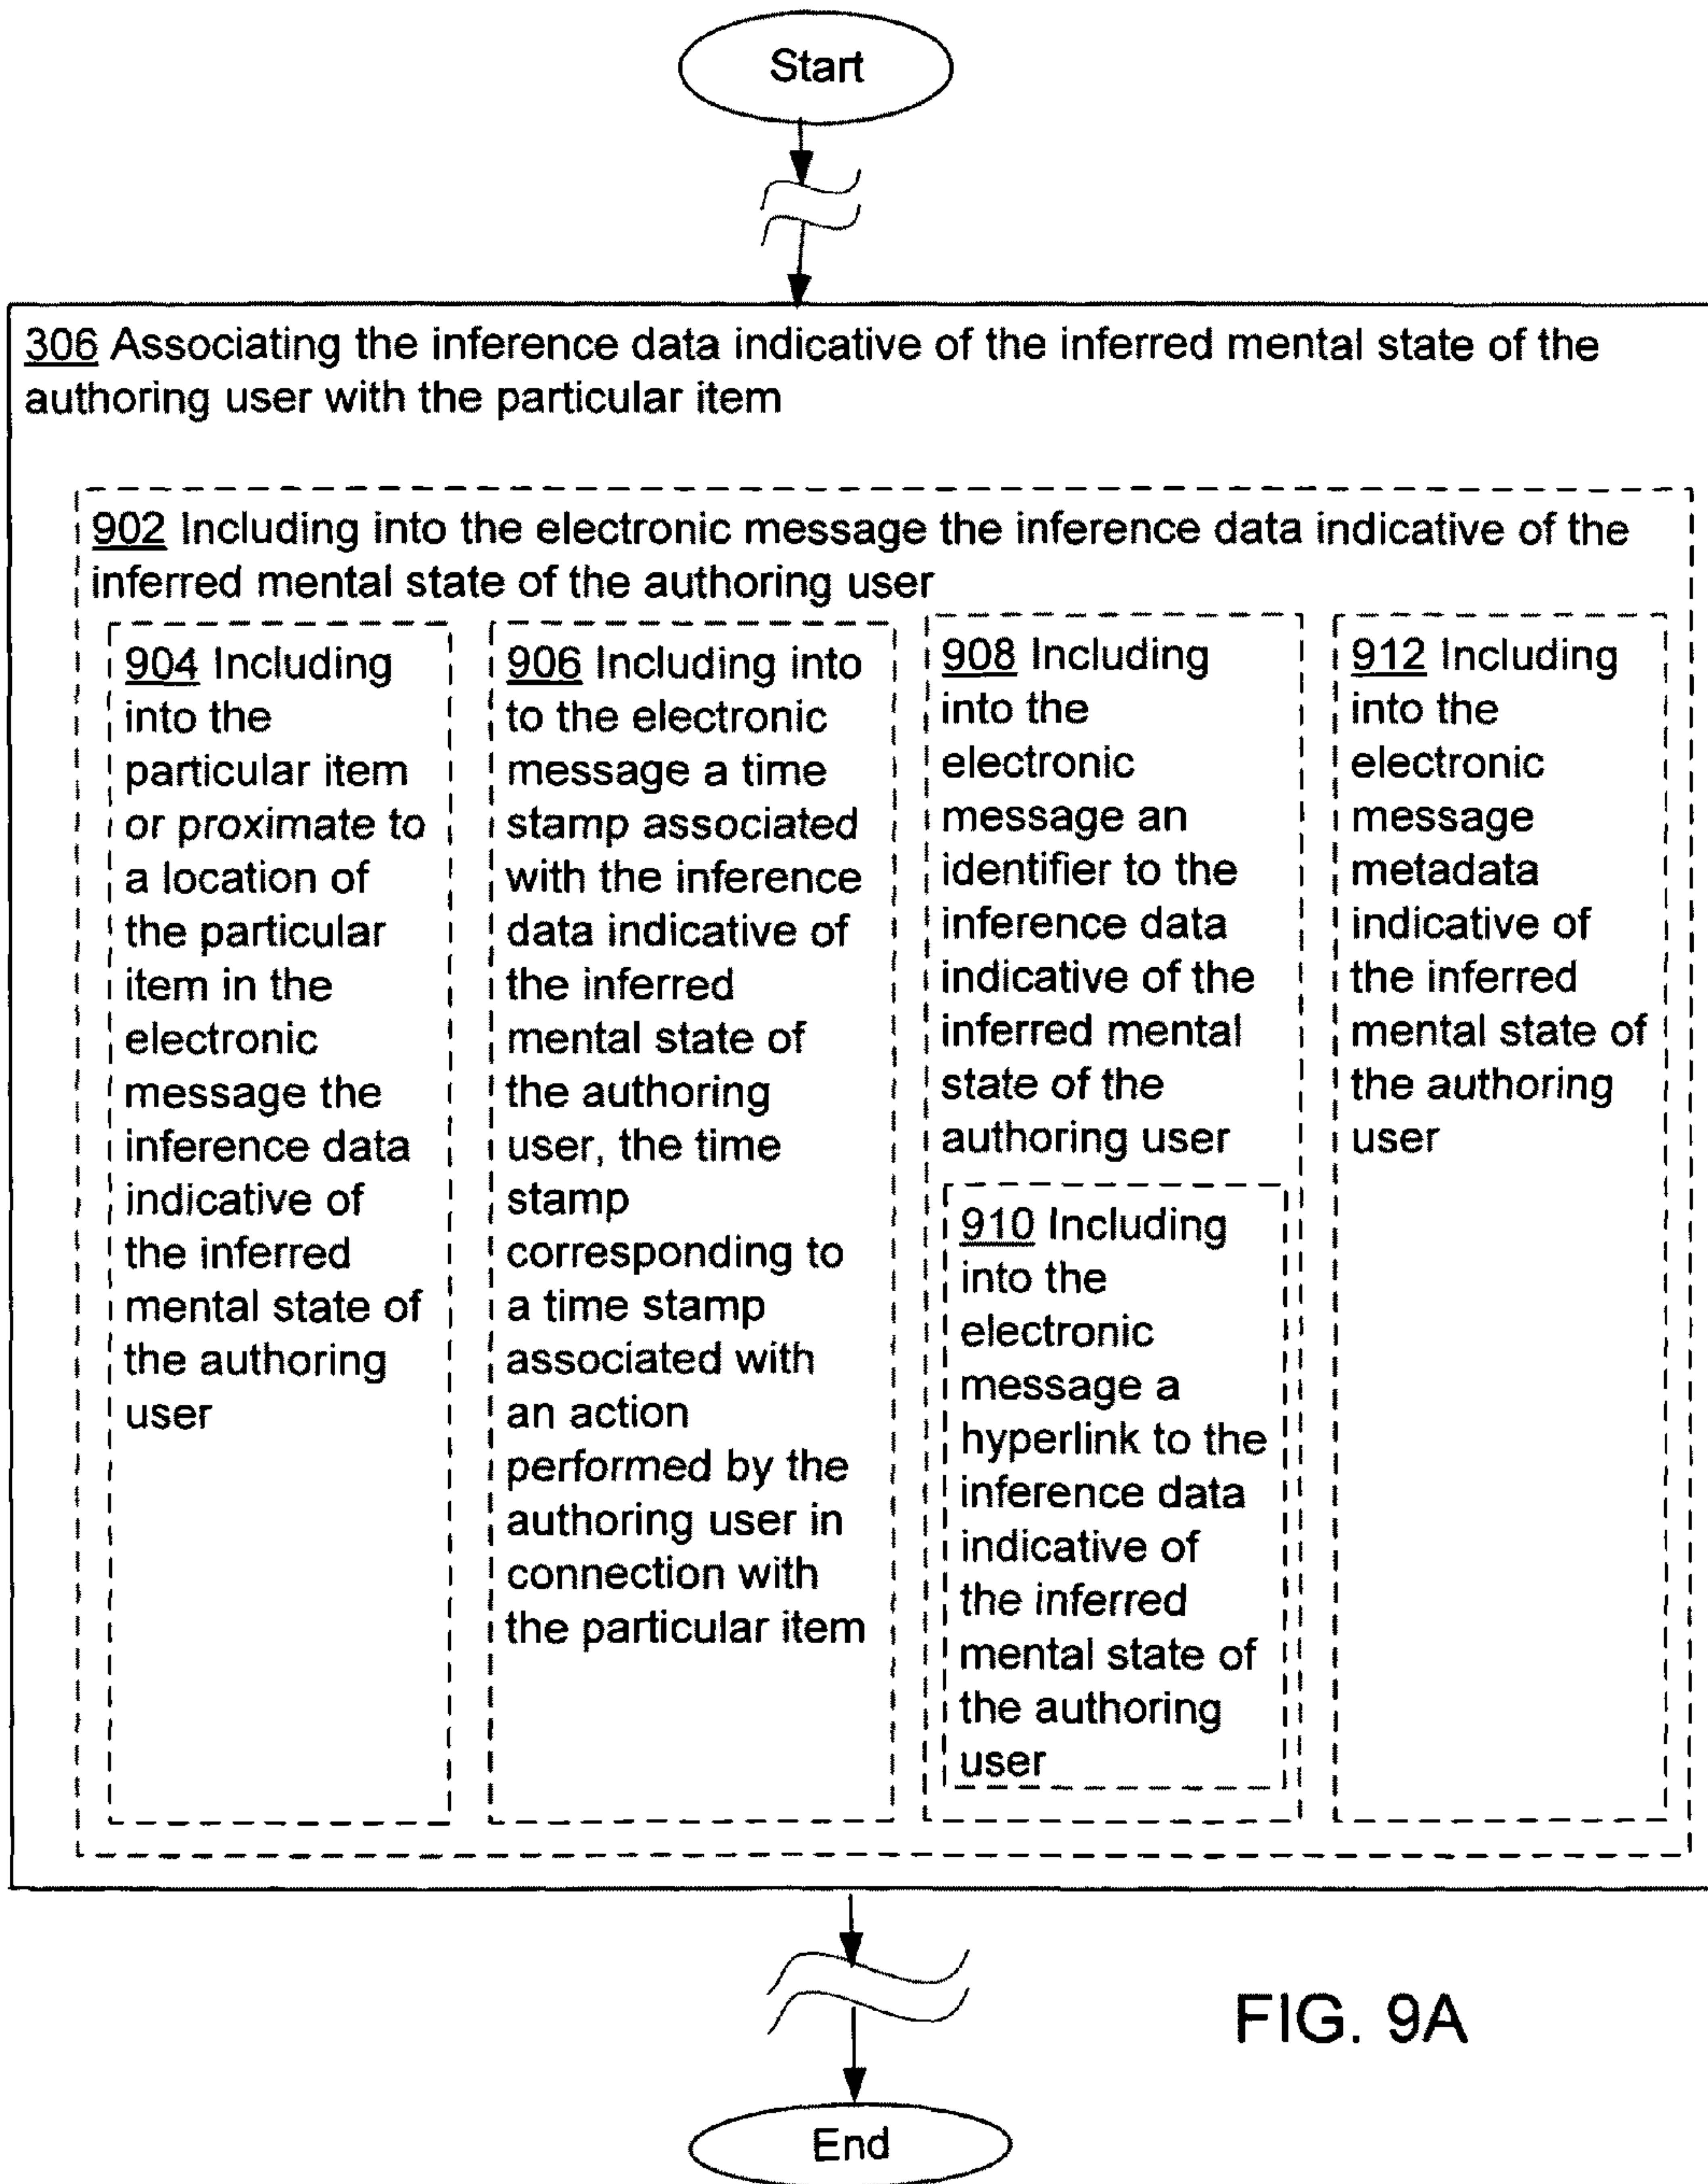 Start
306 Associating the inference data indicative of the inferred mental state of the
authoring user with the particular item
902 Including into the electronic message the inference data indicative of the
inferred mental state of the authoring user
904 Including
into the
particular item
or proximate to
a location of
the particular
item in the
electronic
message the
inference data
indicative of
the inferred
mental state of
the authoring
user
906 Including into
to the electronic
message a time
stamp associated
with the inference
data indicative of
the inferred
mental state of
the authoring
user, the time
stamp
corresponding to
a time stamp
associated with
an action
performed by the
authoring user in
connection with
the particular item
908 Including
into the
electronic
message an
identifier to the
inference data
indicative of the
inferred mental
state of the
authoring user
910 Including
into the
electronic
message a
hyperlink to the
inference data
indicative of
the inferred
mental state of
the authoring
user
912 Including
into the
electronic
message
metadata
indicative of
the inferred
mental state of
the authoring
user
FIG. 9A
End